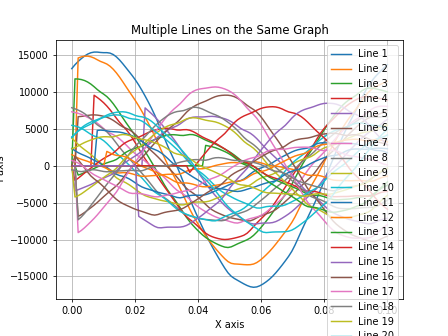 Multiple Lines on the Same Graph
15000
10000
5000
0
−5000
−10000
−15000
0.00
0.02
0.04
0.06
X axis
Line 1
Line 2
Line 3
Line 4
Line 5
Line 6
Line 7
Line 8
Line 9
Line 10
Line 11
Line 12
Line 13
Line 14
Line 15
Line 16
Line 17
Line 18
Line 19